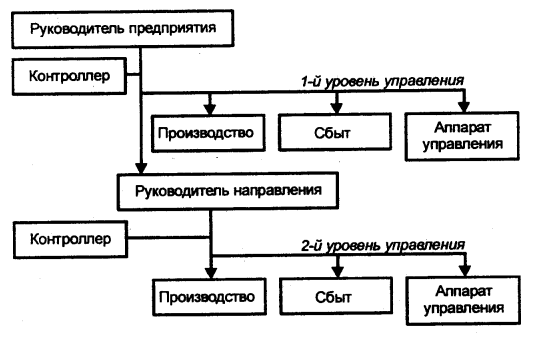 Руководитель предприятия
Контроллер
1-й уровень управления
Производство
Сбыт
Аппарат
управления
Руководитель направления
Контроллер
2-й уровень управления
Производство
Сбыт
Аппарат
управления